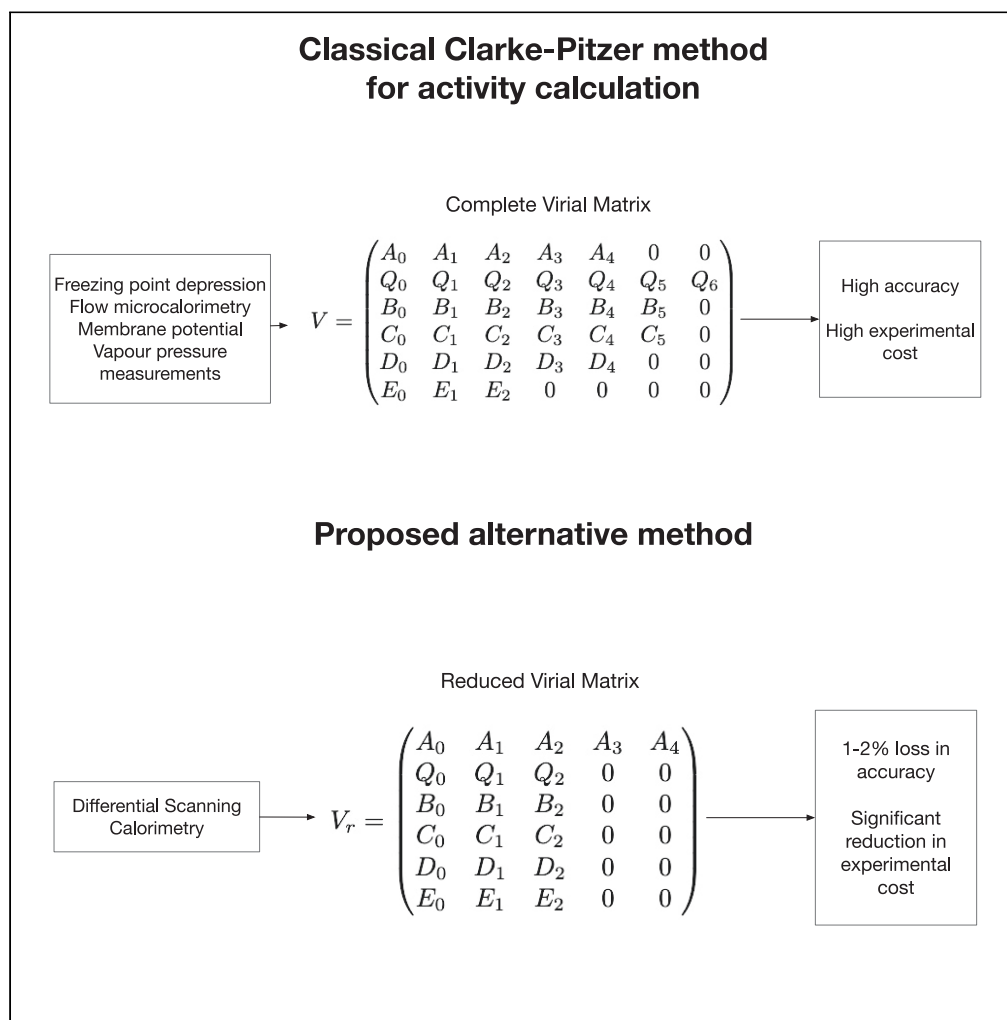 Classical Clarke-Pitzer method
for activity calculation
Complete Virial Matrix
Freezing point depression
Flow microcalorimetry
Membrane potential
Vapour pressure
measurements
V =
A₀ A₁ A₂ A₃ A₄ 0 0
Q₀ Q₁ Q₂ Q₃ Q₄ Q₅ Q₆
B₀ B₁ B₂ B₃ B₄ B₅ 0
C₀ C₁ C₂ C₃ C₄ C₅ 0
D₀ D₁ D₂ D₃ D₄ 0 0
E₀ E₁ E₂ 0 0 0 0
High accuracy
High experimental
cost
Proposed alternative method
Reduced Virial Matrix
Differential Scanning
Calorimetry
Vᵣ =
A₀ A₁ A₂ A₃ A₄
Q₀ Q₁ Q₂ 0 0
B₀ B₁ B₂ 0 0
C₀ C₁ C₂ 0 0
D₀ D₁ D₂ 0 0
E₀ E₁ E₂ 0 0
1-2% loss in
accuracy
Significant
reduction in
experimental
cost